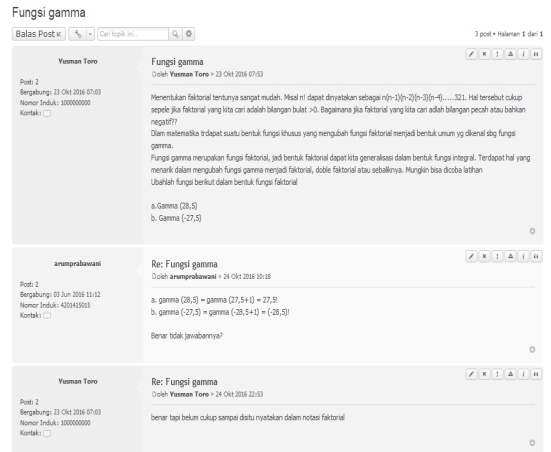 Fungsi gamma
Balas Post
Cari topik ini…
3 post • Halaman 1 dari 1
Yusman Toro
Post: 2
Bergabung: 23 Okt 2016 07:03
Nomor Induk: 1000000000
Kontak:
Fungsi gamma
oleh Yusman Toro » 23 Okt 2016 07:53
Menentukan faktorial tentunya sangat mudah. Misal n! dapat dinyatakan sebagai n(n-1)(n-2)(n-3)(n-4).....321. Hal tersebut cukup
sepele jika faktorial yang kita cari adalah bilangan bulat >0. Bagaimana jika faktorial yang kita cari adlah bilangan pecah atau bahkan
negatif??
Dlam matematika trdapat suatu bentuk fungsi khusus yang mengubah fungsi faktorial menjadi bentuk umum yg dikenal sbg fungsi
gamma.
Fungsi gamma merupakan fungsi faktorial, jadi bentuk faktorial dapat kita generalisasi dalam bentuk fungsi integral. Terdapat hal yang
menarik dalam mengubah fungsi gamma menjadi faktorial, doble faktorial atau sebaliknya. Mungkin bisa dicoba latihan
Ubahlah fungsi berikut dalam bentuk fungsi faktorial
a.Gamma (28,5)
b. Gamma (-27,5)
arumprabawani
Post: 2
Bergabung: 03 Jun 2016 11:12
Nomor Induk: 4201415015
Kontak:
Re: Fungsi gamma
oleh arumprabawani » 24 Okt 2016 10:18
a. gamma (28,5) = gamma (27,5+1) = 27,5!
b. gamma (-27,5) = gamma (-28,5+1) = (-28,5)!
Benar tidak jawabannya?
Yusman Toro
Post: 2
Bergabung: 23 Okt 2016 07:03
Nomor Induk: 1000000000
Kontak:
Re: Fungsi gamma
oleh Yusman Toro » 24 Okt 2016 22:53
benar tapi belum cukup sampai disitu nyatakan dalam notasi faktorial